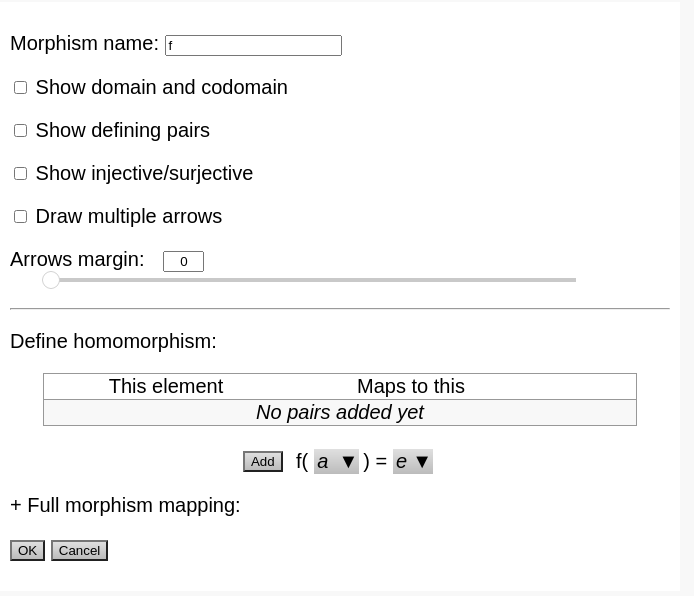 Morphism name: f
Show domain and codomain
Show defining pairs
Show injective/surjective
Draw multiple arrows
Arrows margin: 0
Define homomorphism:
This element Maps to this
No pairs added yet
Add f( a ▼ ) = e ▼
+ Full morphism mapping:
OK Cancel